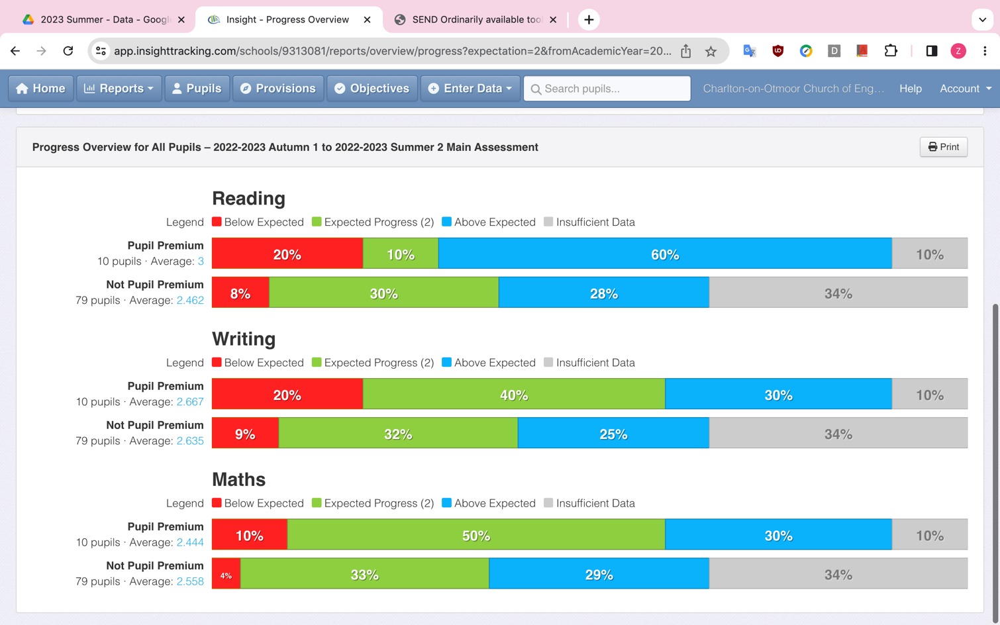 2023 Summer - Data - Googl
Insight - Progress Overview
SEND Ordinarily available too
app.insighttracking.com/schools/9313081/reports/overview/progress?expectation=2&fromAcademicYear=20...
Z
Home
Reports
Pupils
Provisions
Objectives
Enter Data
Search pupils...
Charlton-on-Otmoor Church of Eng...
Help
Account
Progress Overview for All Pupils – 2022-2023 Autumn 1 to 2022-2023 Summer 2 Main Assessment
Print
Reading
Legend Below Expected Expected Progress (2) Above Expected Insufficient Data
Pupil Premium
10 pupils · Average: 3
20% 10% 60% 10%
Not Pupil Premium
79 pupils · Average: 2.462
8% 30% 28% 34%
Writing
Legend Below Expected Expected Progress (2) Above Expected Insufficient Data
Pupil Premium
10 pupils · Average: 2.667
20% 40% 30% 10%
Not Pupil Premium
79 pupils · Average: 2.635
9% 32% 25% 34%
Maths
Legend Below Expected Expected Progress (2) Above Expected Insufficient Data
Pupil Premium
10 pupils · Average: 2.444
10% 50% 30% 10%
Not Pupil Premium
79 pupils · Average: 2.558
4% 33% 29% 34%